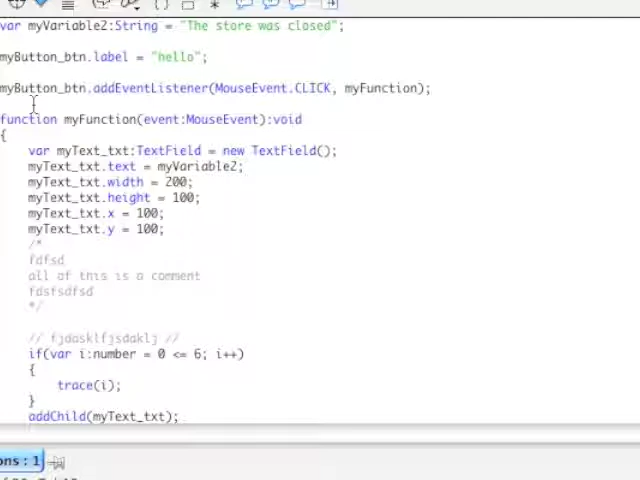 var myVariable2:String = "The store was closed";
myButton_btn.label = "hello";
myButton_btn.addEventListener(MouseEvent.CLICK, myFunction);
function myFunction(event:MouseEvent):void
{
var myText_txt:TextField = new TextField();
myText_txt.text = myVariable2;
myText_txt.width = 200;
myText_txt.height = 100;
myText_txt.x = 100;
myText_txt.y = 100;
/*
fdfsd
all of this is a comment
fdsfsdfsd
*/
// fjdasklfjsdaklj //
if(var i:number = 0 <= 6; i++)
{
trace(i);
}
addChild(myText_txt);
ons : 1